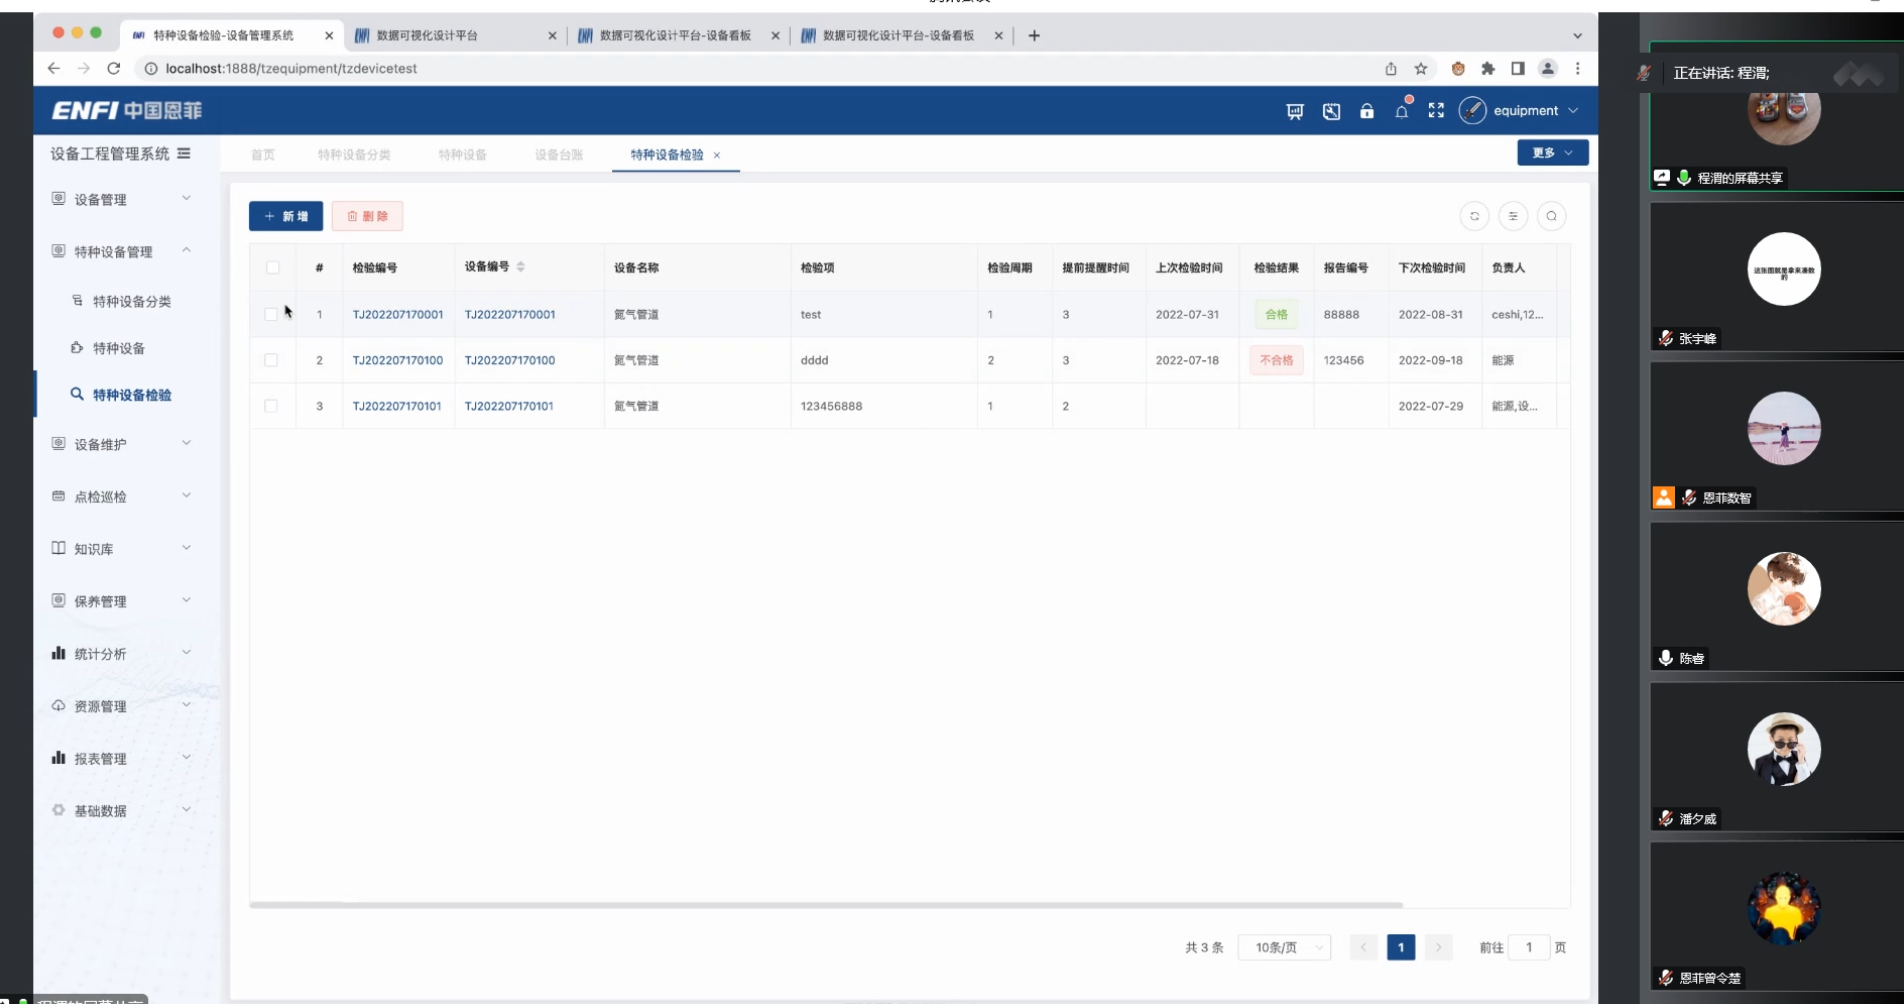 特种设备检验-设备管理系统
数据可视化设计平台
数据可视化设计平台-设备看板
数据可视化设计平台-设备看板
localhost:1888/tzequipment/tzdevicetest
正在讲话: 程渭;
ENFI 中国恩菲
equipment
设备工程管理系统
首页 特种设备分类 特种设备 设备台账 特种设备检验
更多
设备管理
特种设备管理
特种设备分类
特种设备
特种设备检验
设备维护
点检巡检
知识库
保养管理
统计分析
资源管理
报表管理
基础数据
+ 新增 删除
# 检验编号 设备编号 设备名称 检验项 检验周期 提前提醒时间 上次检验时间 检验结果 报告编号 下次检验时间 负责人
1 TJ202207170001 TJ202207170001 氮气管道 test 1 3 2022-07-31 合格 88888 2022-08-31 ceshi,12...
2 TJ202207170100 TJ202207170100 氮气管道 dddd 2 3 2022-07-18 不合格 123456 2022-09-18 能源
3 TJ202207170101 TJ202207170101 氮气管道 123456888 1 2 2022-07-29 能源,设...
共 3 条 10条/页 1 前往 1 页
程渭的屏幕共享
这张图就是拿来凑数的
张宇峰
恩菲数智
陈睿
潘夕威
恩菲曾令楚